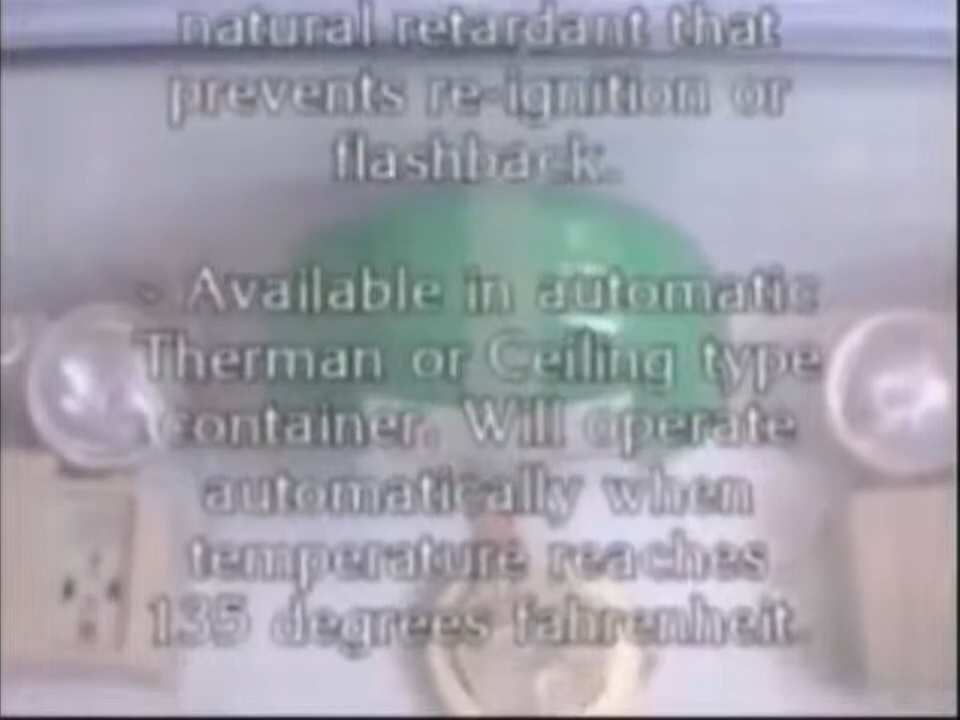 natural retardant that
prevents re-ignition or
flashback.
- Available in automatic
Therman or Ceiling type
container. Will operate
automatically when
temperature reaches
135 degrees fahrenheit.